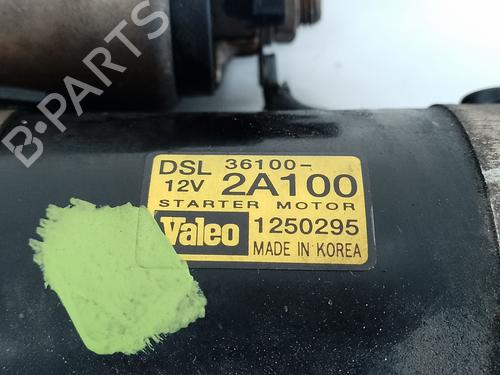 B-PARTS
DSL 36100-
12V 2A100
STARTER MOTOR
Valeo 1250295
MADE IN KOREA